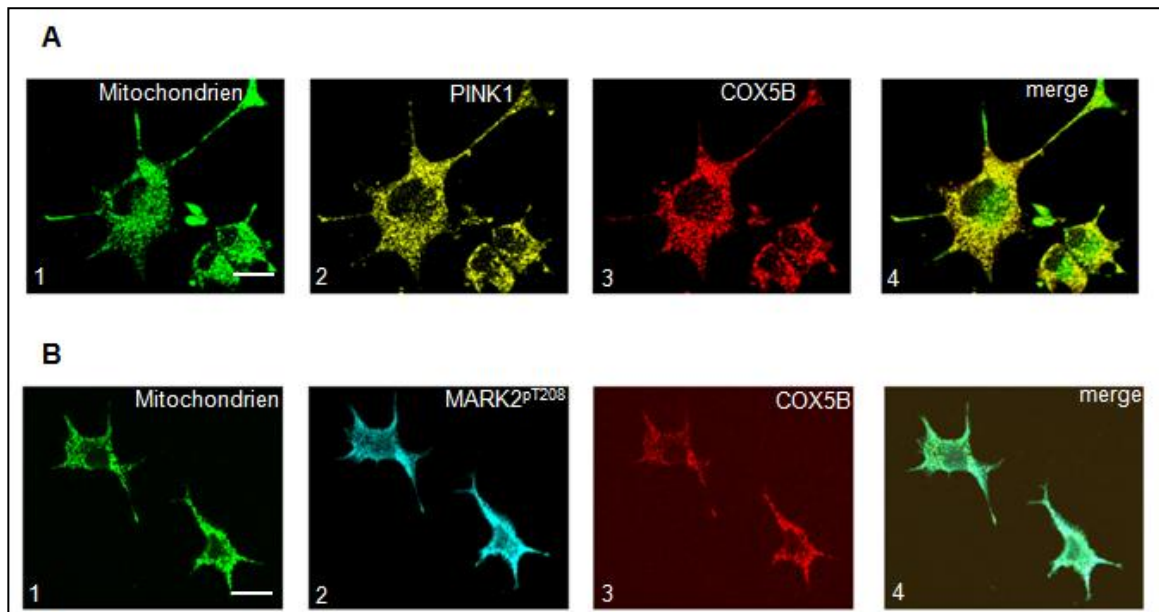 A
Mitochondrien PINK1 COX5B merge
1 2 3 4
B
Mitochondrien MARK2pT208 COX5B merge
1 2 3 4